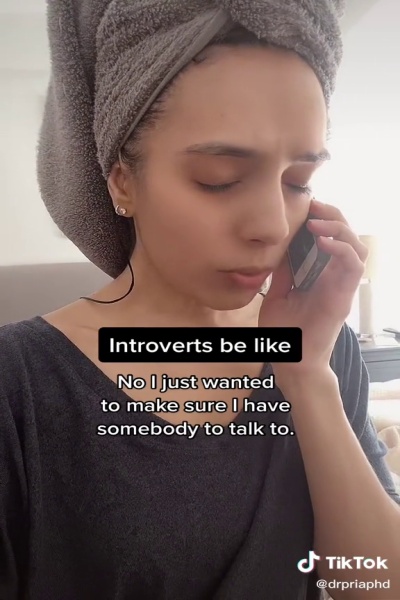 Introverts be like
No I just wanted
to make sure I have
somebody to talk to.
TikTok
@drpriaphd